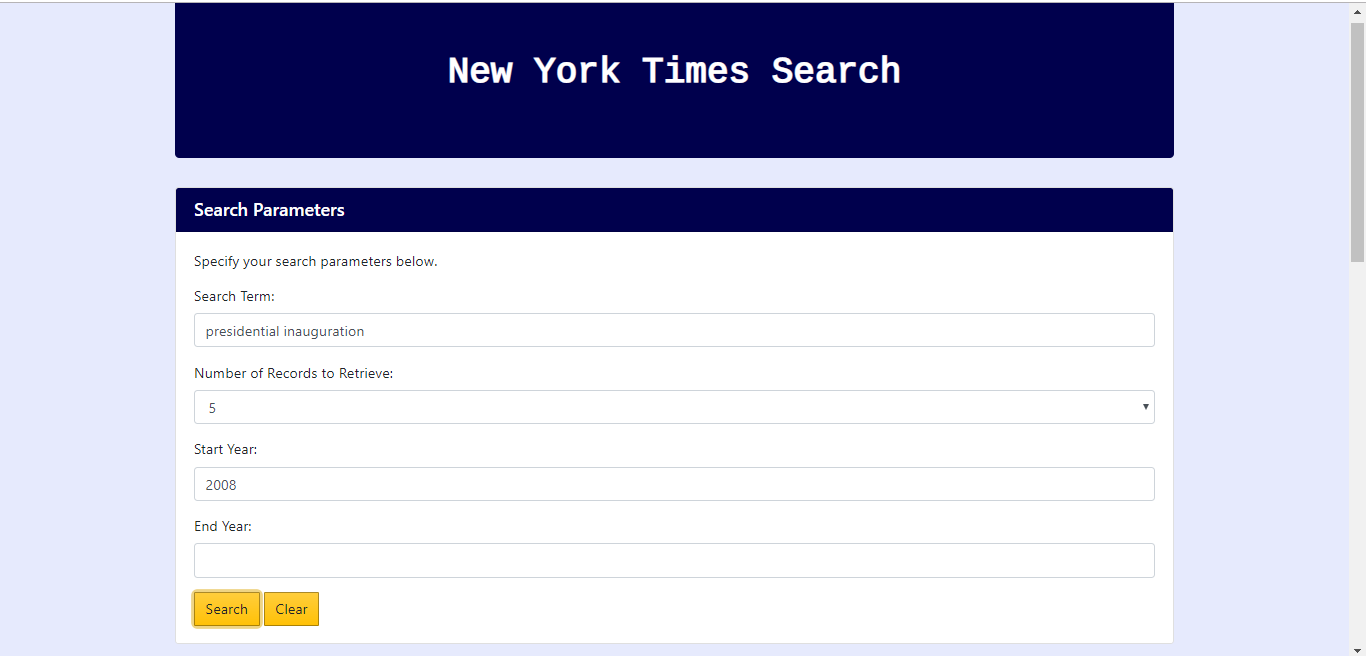 New York Times Search
Search Parameters
Specify your search parameters below.
Search Term:
presidential inauguration
Number of Records to Retrieve:
5
Start Year:
2008
End Year:
Search Clear